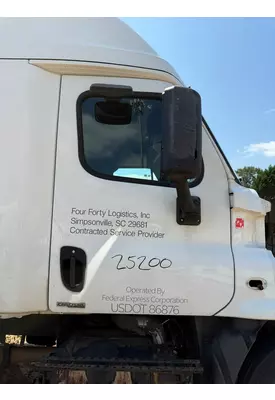 Four Forty Logistics, Inc
Simpsonville, SC 29681
Contracted Service Provider
25200
Operated By
Federal Express Corporation
USDOT 86876